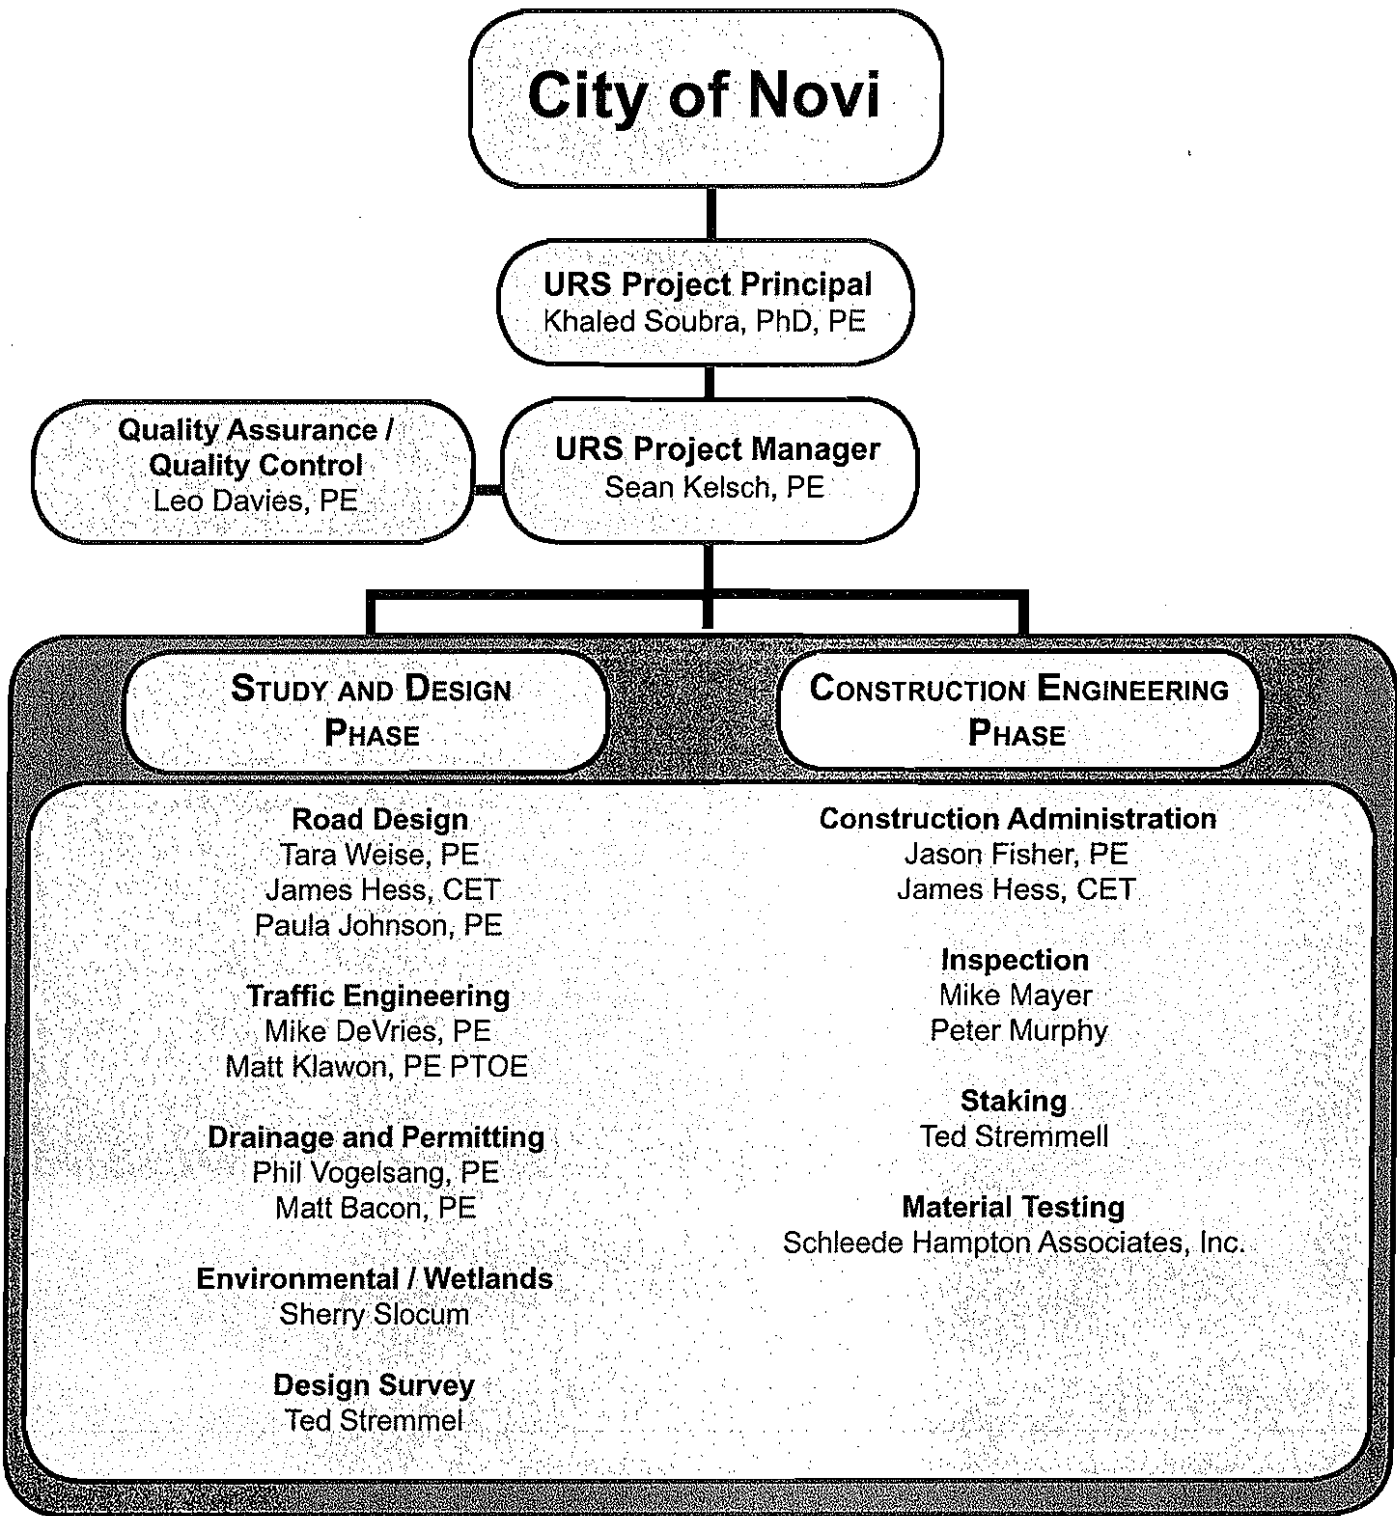 City of Novi
URS Project Principal
Khaled Soubra, PhD, PE
Quality Assurance /
Quality Control
Leo Davies, PE
URS Project Manager
Sean Kelsch, PE
STUDY AND DESIGN
PHASE
Road Design
Tara Weise, PE
James Hess, CET
Paula Johnson, PE
Traffic Engineering
Mike DeVries, PE
Matt Klawon, PE PTOE
Drainage and Permitting
Phil Vogelsang, PE
Matt Bacon, PE
Environmental / Wetlands
Sherry Slocum
Design Survey
Ted Stremmel
CONSTRUCTION ENGINEERING
PHASE
Construction Administration
Jason Fisher, PE
James Hess, CET
Inspection
Mike Mayer
Peter Murphy
Staking
Ted Stremmell
Material Testing
Schleede Hampton Associates, Inc.